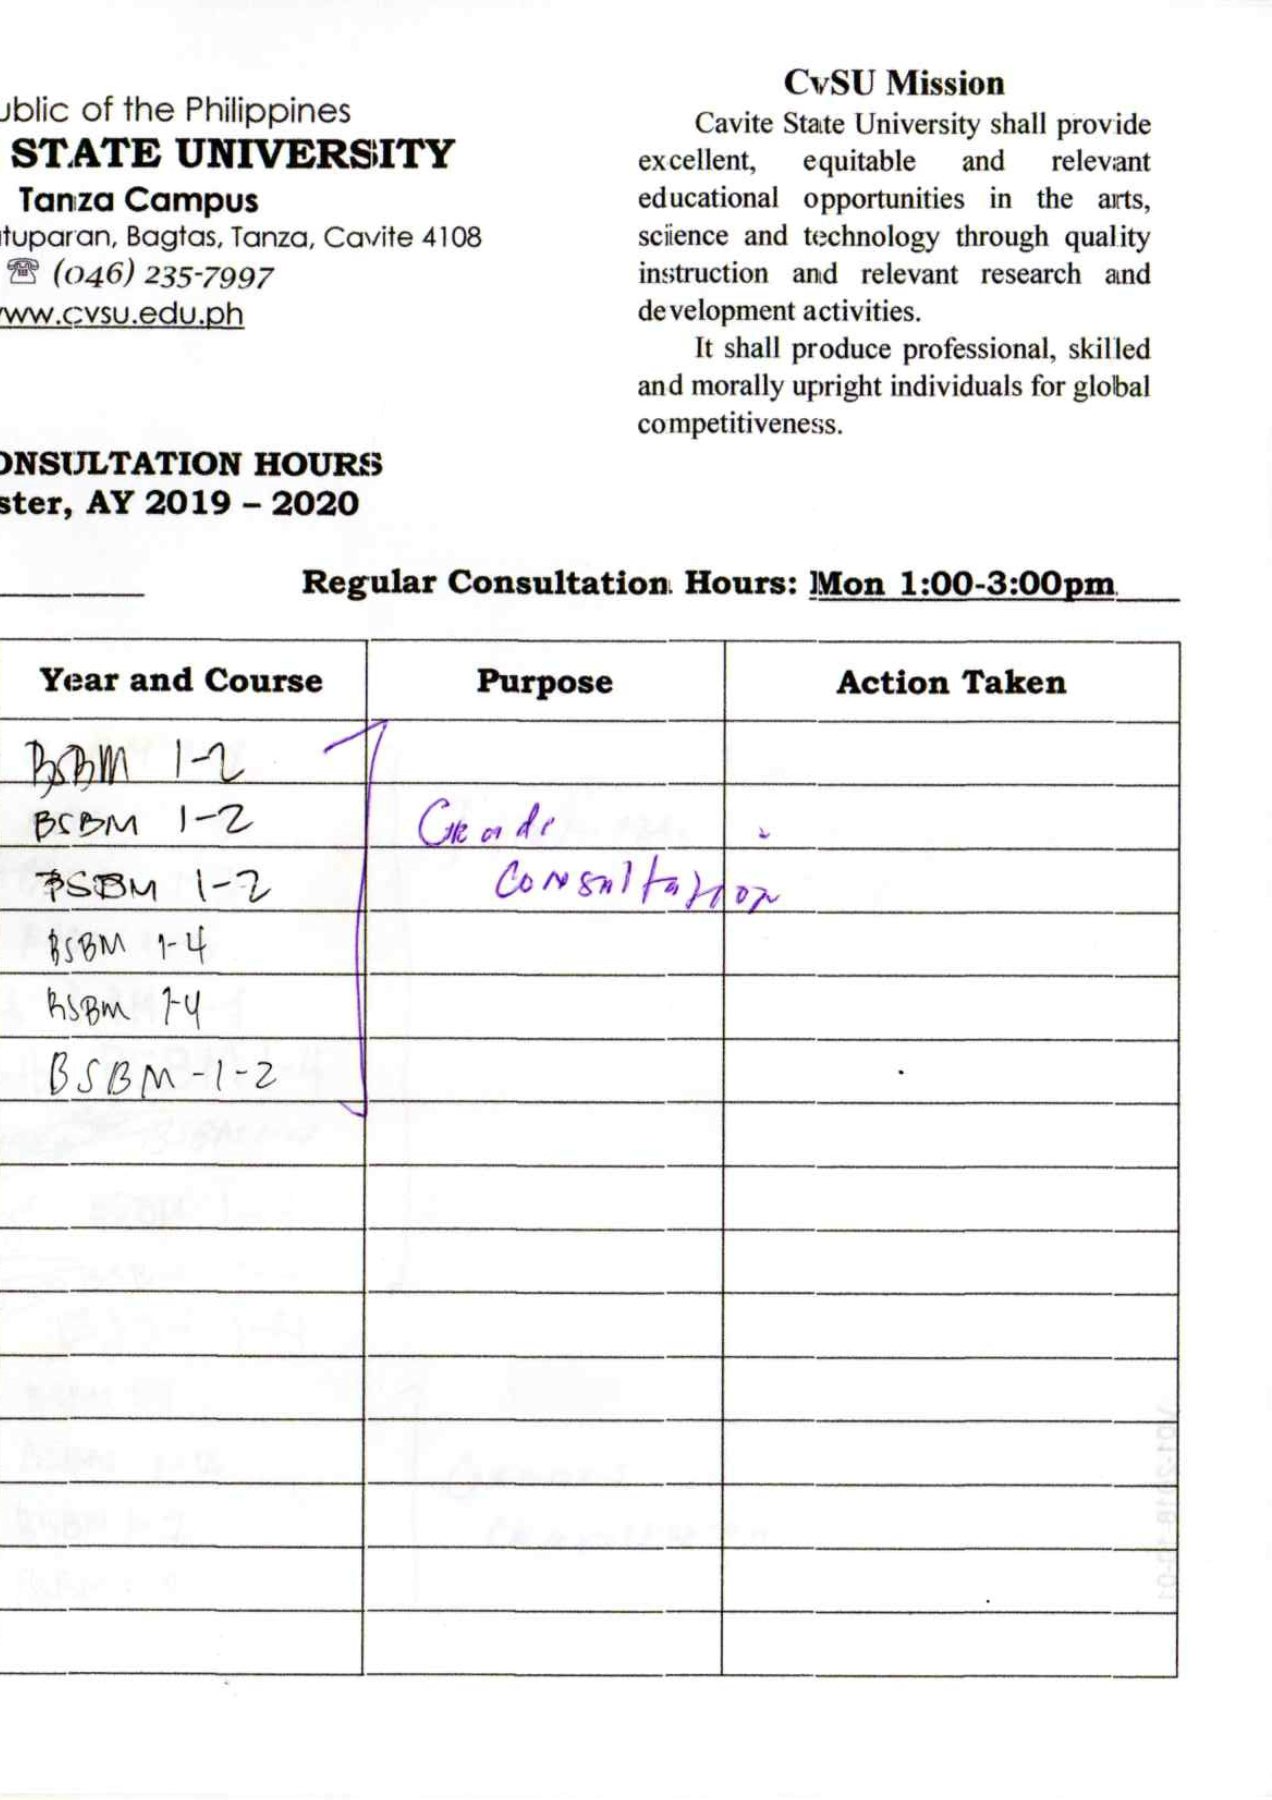 ublic of the Philippines
STATE UNIVERSITY
Tanza Campus
tuparan, Bagtas, Tanza, Cavite 4108
☎ (046) 235-7997
www.cvsu.edu.ph
CvSU Mission
Cavite State University shall provide
excellent, equitable and relevant
educational opportunities in the arts,
science and technology through quality
instruction and relevant research and
development activities.
It shall produce professional, skilled
and morally upright individuals for global
competitiveness.
ONSULTATION HOURS
ster, AY 2019 – 2020
Regular Consultation Hours: Mon 1:00-3:00pm
Year and Course Purpose Action Taken
BSBM 1-2
BSBM 1-2
BSBM 1-2
BSBM 1-4
BSBM 1-4
BSBM-1-2
Grade
Consultation